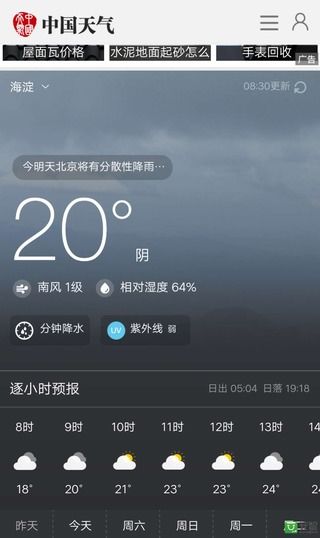 中国天气
屋面瓦价格 水泥地面起砂怎么 手表回收
广告
海淀 08:30更新
今明天北京将有分散性降雨…
20°
阴
南风 1级 相对湿度 64%
分钟降水 UV 紫外线 弱
逐小时预报 日出 05:04 日落 19:18
8时 9时 10时 11时 12时 13时 14
18° 20° 21° 22° 23° 24° 24
昨天 今天 周六 周日 周一